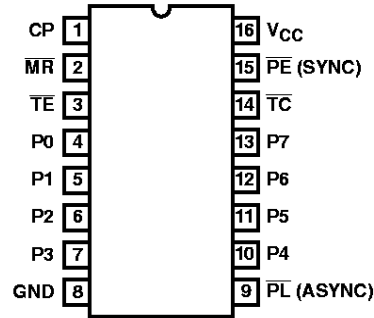 CP 1 16 VCC
MR 2 15 PE (SYNC)
TE 3 14 TC
P0 4 13 P7
P1 5 12 P6
P2 6 11 P5
P3 7 10 P4
GND 8 9 PL (ASYNC)